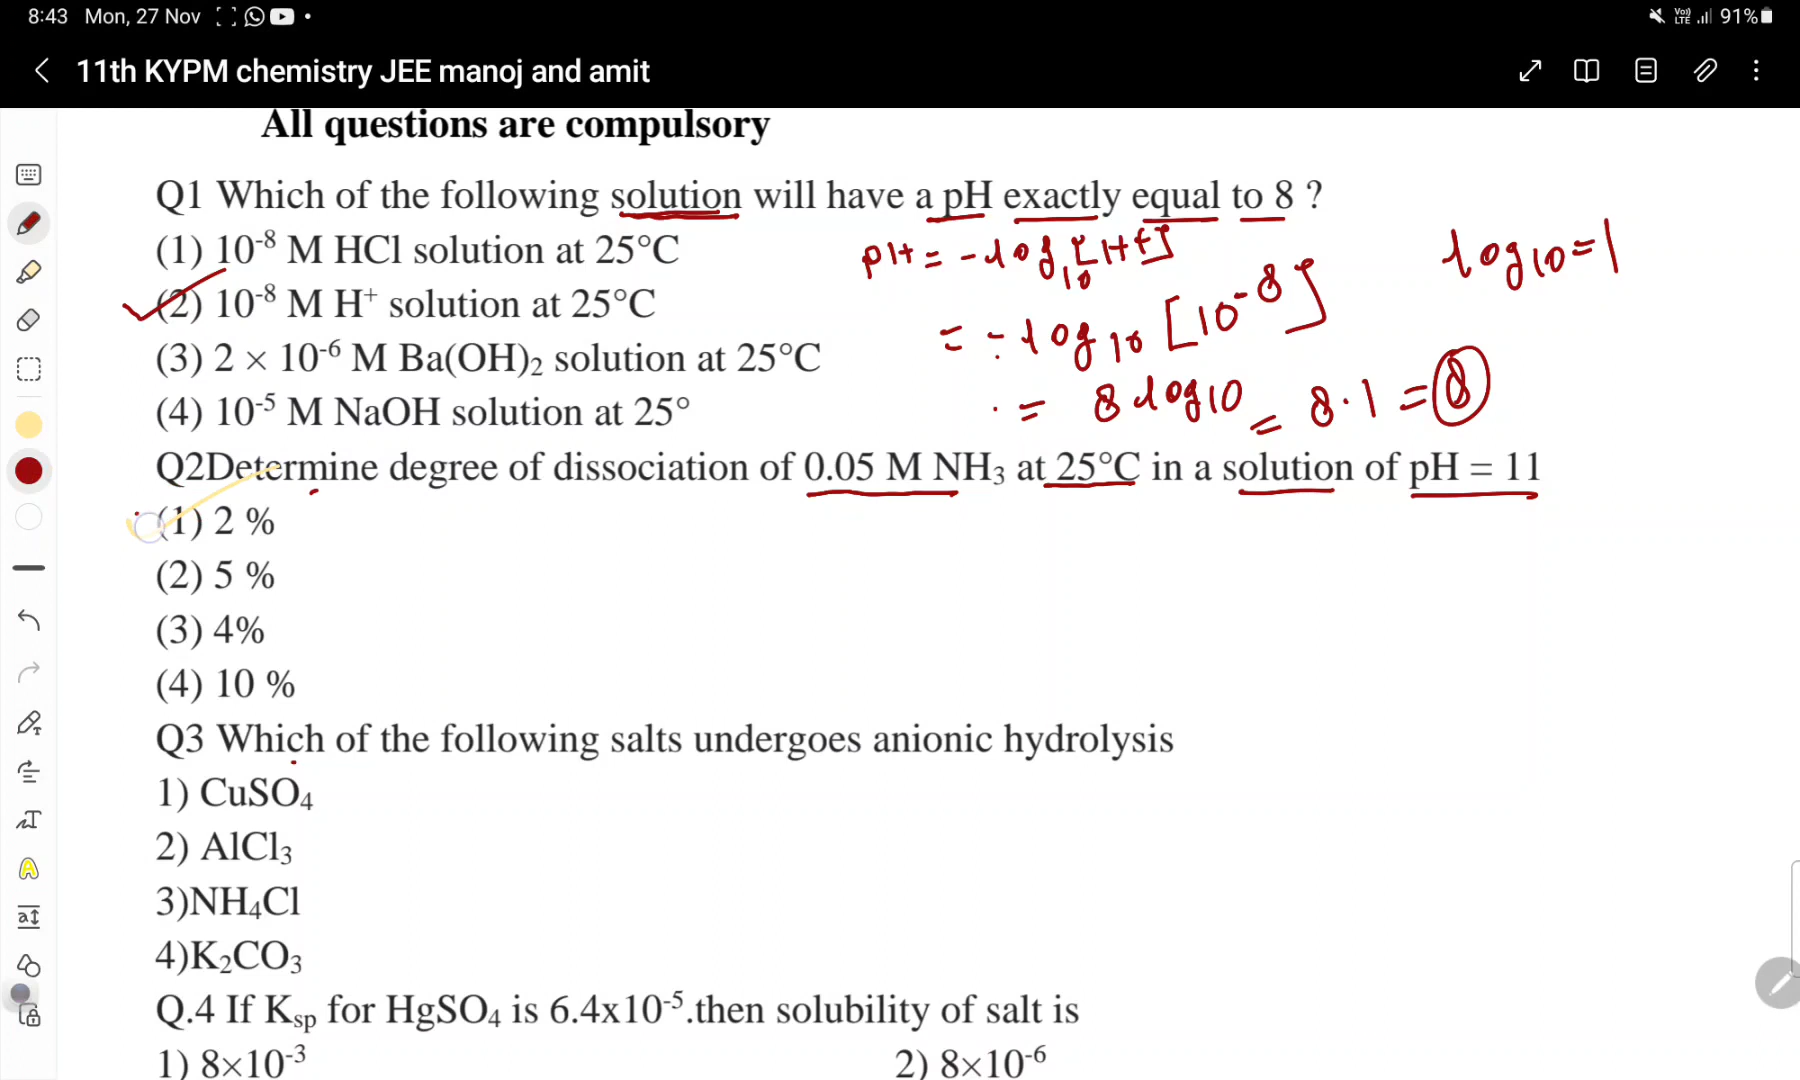 8:43 Mon, 27 Nov
Vo)) LTE 91%
11th KYPM chemistry JEE manoj and amit
All questions are compulsory
Q1 Which of the following solution will have a pH exactly equal to 8 ?
(1) 10⁻⁸ M HCl solution at 25°C
(2) 10⁻⁸ M H⁺ solution at 25°C
(3) 2 × 10⁻⁶ M Ba(OH)₂ solution at 25°C
(4) 10⁻⁵ M NaOH solution at 25°
pH = -log₁₀[H+]
log10 = 1
= -log₁₀ [10⁻⁸]
= 8 log10 = 8·1 = 8
Q2Determine degree of dissociation of 0.05 M NH₃ at 25°C in a solution of pH = 11
(1) 2 %
(2) 5 %
(3) 4%
(4) 10 %
Q3 Which of the following salts undergoes anionic hydrolysis
1) CuSO₄
2) AlCl₃
3)NH₄Cl
4)K₂CO₃
Q.4 If Kₛₚ for HgSO₄ is 6.4x10⁻⁵.then solubility of salt is
1) 8×10⁻³ 2) 8×10⁻⁶